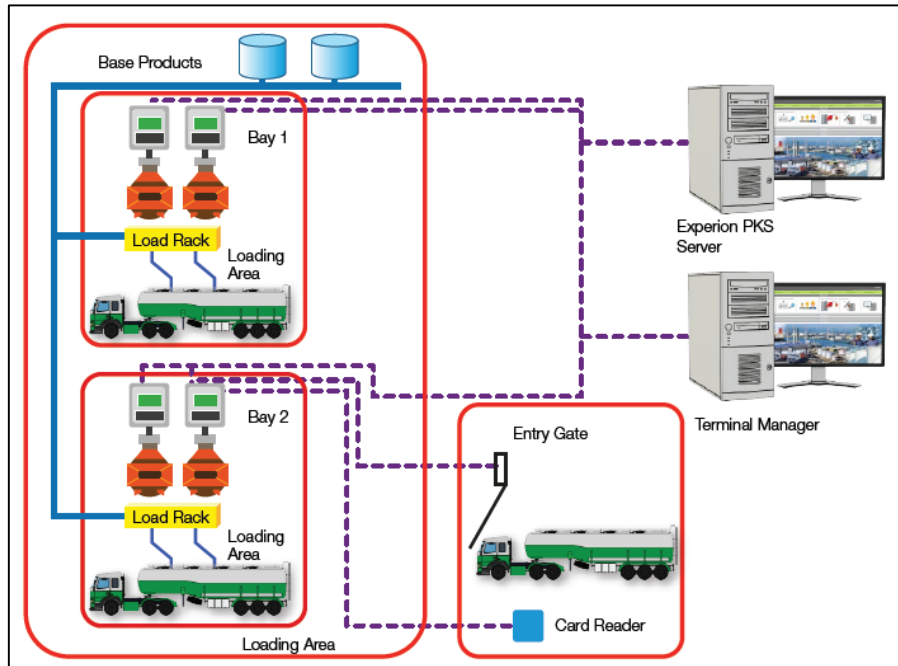 Base Products
Bay 1
Load Rack
Loading
Area
Experion PKS
Server
Bay 2
Load Rack
Loading
Area
Loading Area
Entry Gate
Card Reader
Terminal Manager